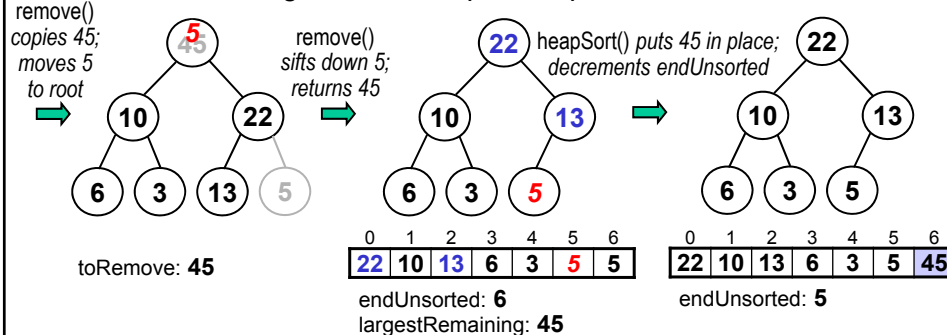 remove()
copies 45;
moves 5
to root
5
45
10
22
6 3 13 5
toRemove: 45
remove()
sifts down 5;
returns 45
22
10
13
6 3 5
0 1 2 3 4 5 6
22 10 13 6 3 5 5
endUnsorted: 6
largestRemaining: 45
heapSort() puts 45 in place;
decrements endUnsorted
22
10
13
6 3 5
0 1 2 3 4 5 6
22 10 13 6 3 5 45
endUnsorted: 5